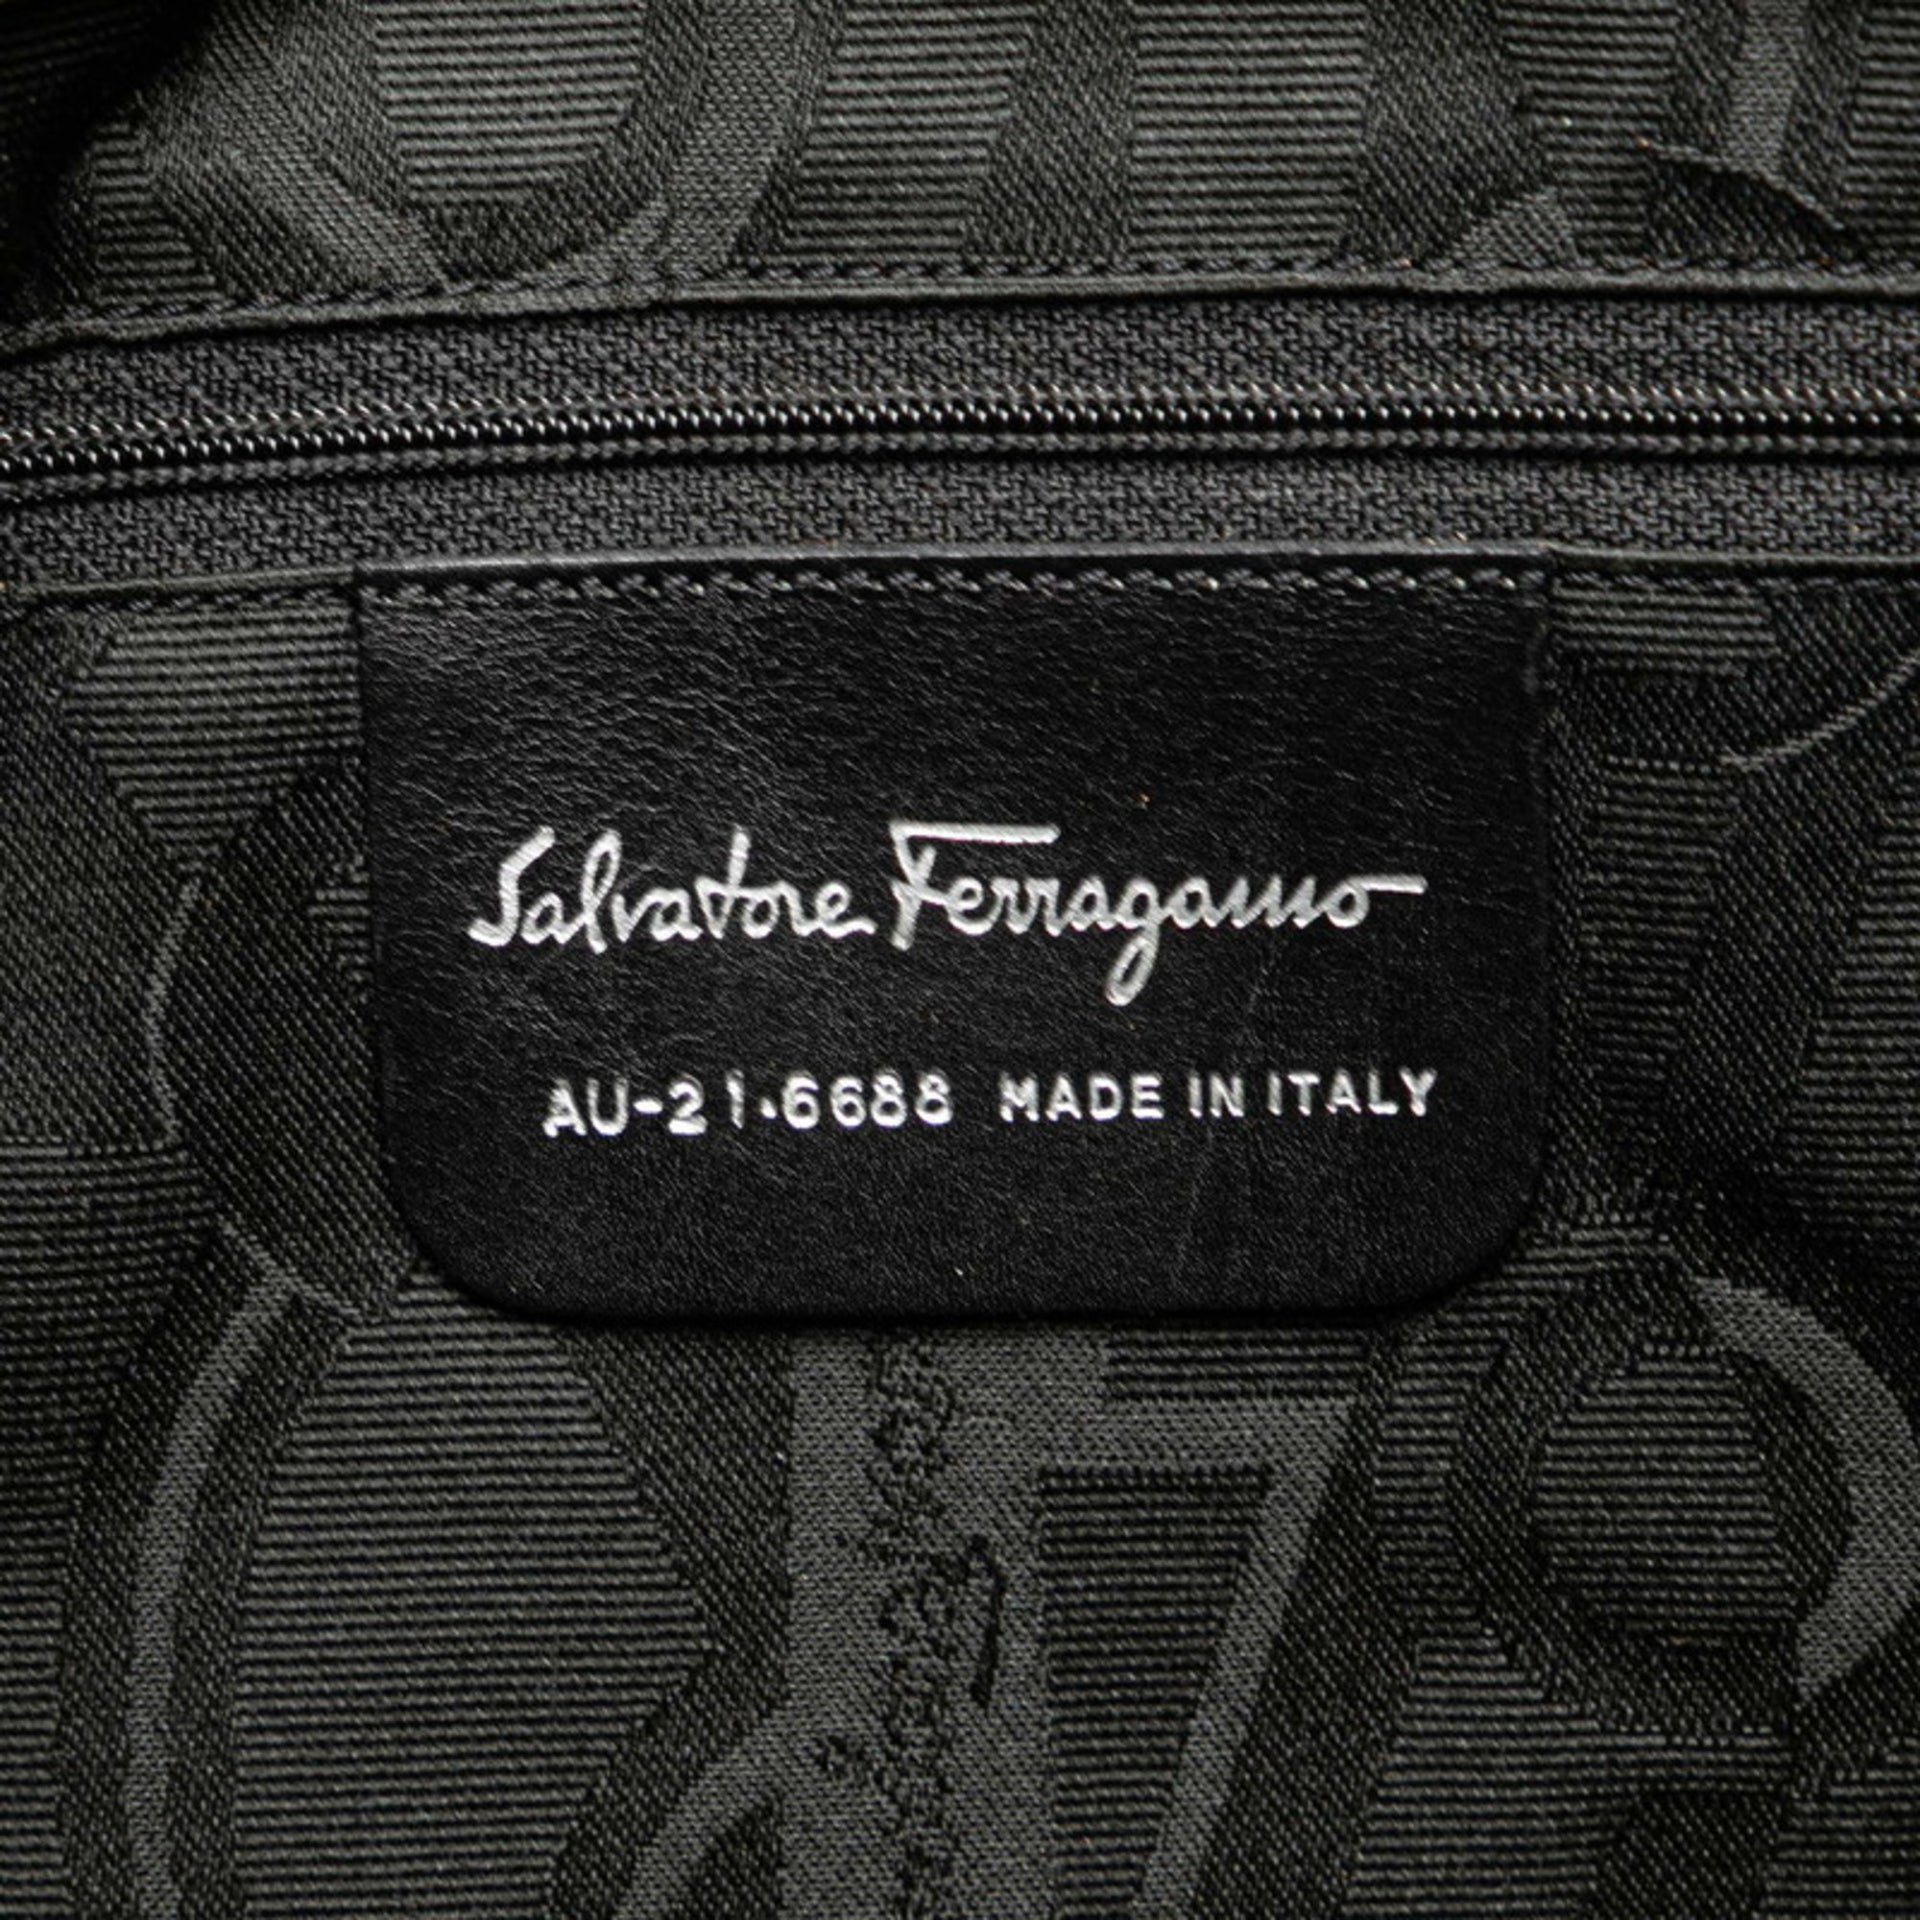 Salvatore Ferragamo
AU-21·6688 MADE IN ITALY